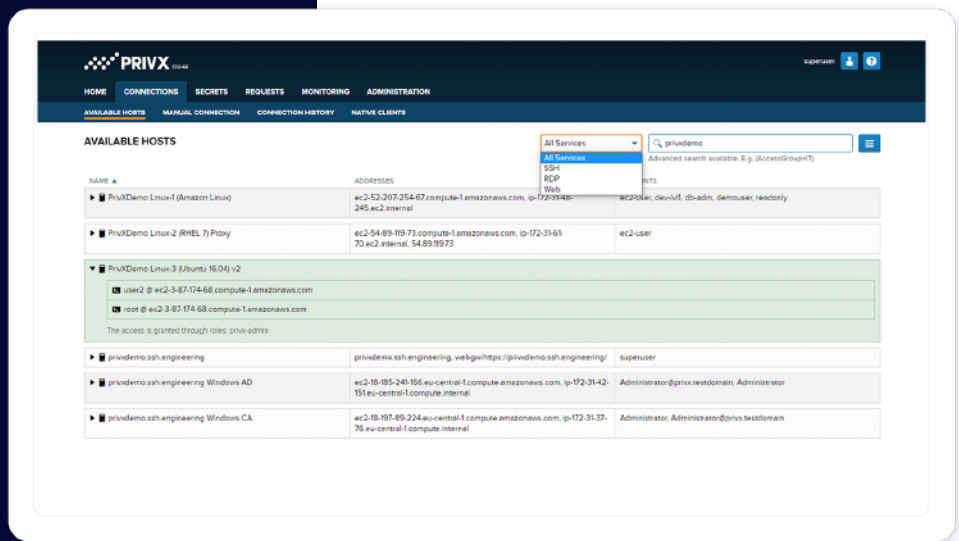 PRIVX
superuser
HOME CONNECTIONS SECRETS REQUESTS MONITORING ADMINISTRATION
AVAILABLE HOSTS MANUAL CONNECTION CONNECTION HISTORY NATIVE CLIENTS
AVAILABLE HOSTS
All Services
privxdemo
All Services
SSH
RDP
Web
Advanced search available. E.g. (AccessGroup=IT)
NAME ADDRESSES
PrivXDemo Linux-1 (Amazon Linux) ec2-52-207-254-67.compute-1.amazonaws.com, ec2-user, dev-lvl1, db-adm, demouser, readonly
245.ec2.internal
PrivXDemo Linux-2 (RHEL 7) Proxy ec2-54-89-119-73.compute-1.amazonaws.com, ip-172-31-61- ec2-user
70.ec2.internal, 54.89.119.73
PrivXDemo Linux-3 (Ubuntu 16.04) v2
user2 @ ec2-3-87-174-68.compute-1.amazonaws.com
root @ ec2-3-87-174-68.compute-1.amazonaws.com
The access is granted through roles: privx-admin
privxdemo.ssh.engineering privxdemo.ssh.engineering, webgw/https://privxdemo.ssh.engineering/ superuser
privxdemo.ssh.engineering Windows AD ec2-18-185-241-156.eu-central-1.compute.amazonaws.com, ip-172-31-42- Administrator@privx.testdomain, Administrator
151.eu-central-1.compute.internal
privxdemo.ssh.engineering Windows CA ec2-18-197-89-224.eu-central-1.compute.amazonaws.com, ip-172-31-37- Administrator, Administrator@privx.testdomain
76.eu-central-1.compute.internal